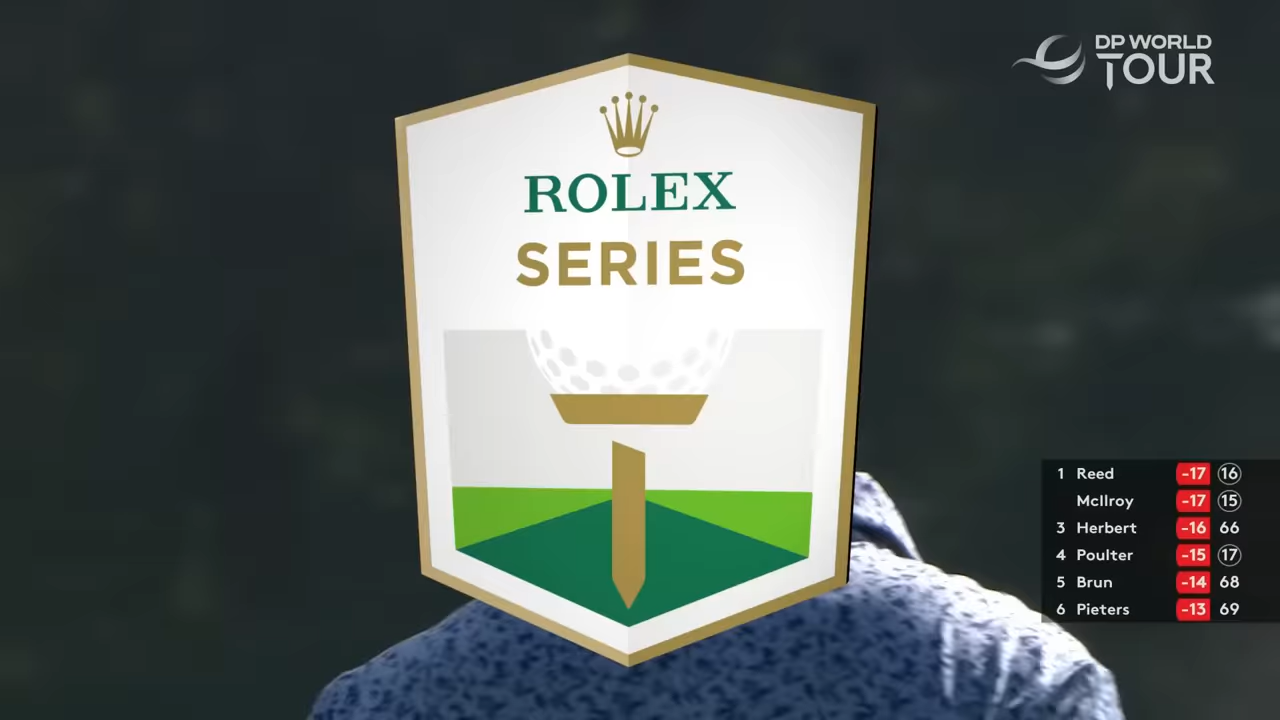 DP WORLD
TOUR
ROLEX
SERIES
1 Reed -17 16
McIlroy -17 15
3 Herbert -16 66
4 Poulter -15 17
5 Brun -14 68
6 Pieters -13 69